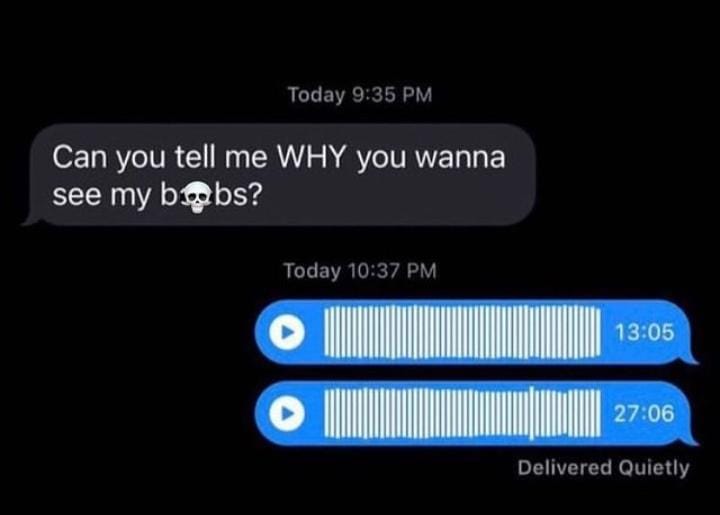 Today 9:35 PM
Can you tell me WHY you wanna
see my b💀bs?
Today 10:37 PM
13:05
27:06
Delivered Quietly